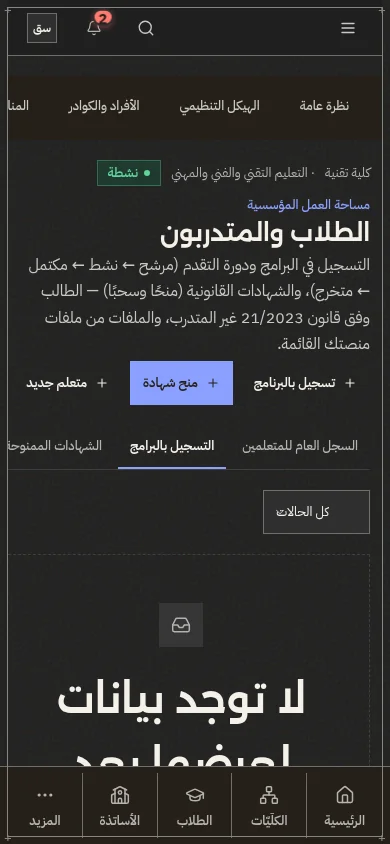 سق
2
نظرة عامة
الهيكل التنظيمي
الأفراد والكوادر
المنا
كلية تقنية · التعليم التقني والفني والمهني
نشطة
مساحة العمل المؤسسية
الطلاب والمتدربون
التسجيل في البرامج ودورة التقدم (مرشح ← نشط ← مكتمل
← متخرج)، والشهادات القانونية (منحًا وسحبًا) — الطالب
وفق قانون 21/2023 غير المتدرب، والملفات من ملفات
منصتك القائمة.
تسجيل بالبرنامج
منح شهادة
متعلم جديد
السجل العام للمتعلمين
التسجيل بالبرامج
الشهادات الممنوحة
كل الحالات
لا توجد بيانات
لعرضها بعد
الرئيسية
الكليّات
الطلاب
الأساتذة
المزيد